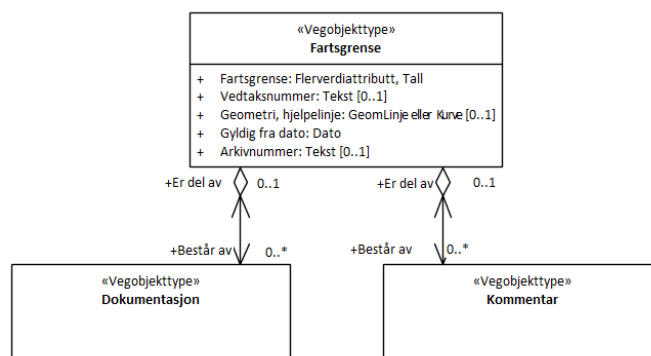 «Vegobjekttype»
Fartsgrense
+ Fartsgrense: Flerverdiattributt, Tall
+ Vedtaksnummer: Tekst [0..1]
+ Geometri, hjelpelinje: GeomLinje eller Kurve [0..1]
+ Gyldig fra dato: Dato
+ Arkivnummer: Tekst [0..1]
+Er del av 0..1 +Er del av 0..1
+Består av 0..* +Består av 0..*
«Vegobjekttype» «Vegobjekttype»
Dokumentasjon Kommentar